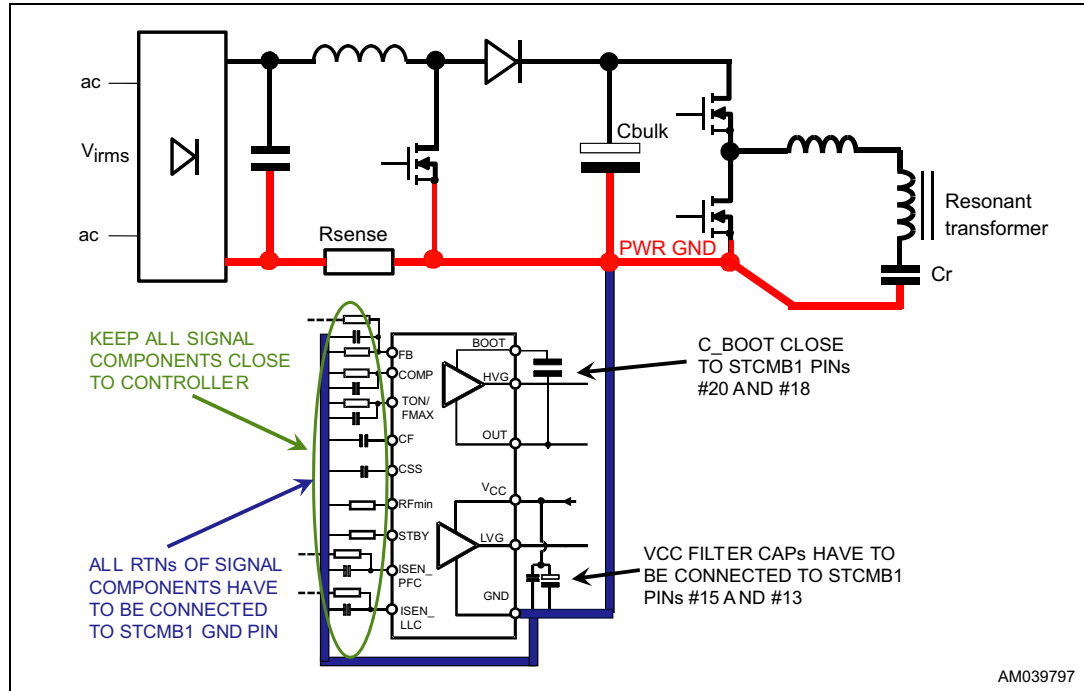 ac
Virms
ac
Rsense
Cbulk
PWR GND
Resonant
transformer
Cr
KEEP ALL SIGNAL
COMPONENTS CLOSE
TO CONTROLLER
ALL RTNs OF SIGNAL
COMPONENTS HAVE
TO BE CONNECTED
TO STCMB1 GND PIN
FB
COMP
TON/
FMAX
CF
CSS
RFmin
STBY
ISEN_
PFC
ISEN_
LLC
BOOT
HVG
OUT
VCC
LVG
GND
C_BOOT CLOSE
TO STCMB1 PINs
#20 AND #18
VCC FILTER CAPs HAVE TO
BE CONNECTED TO STCMB1
PINs #15 AND #13
AM039797